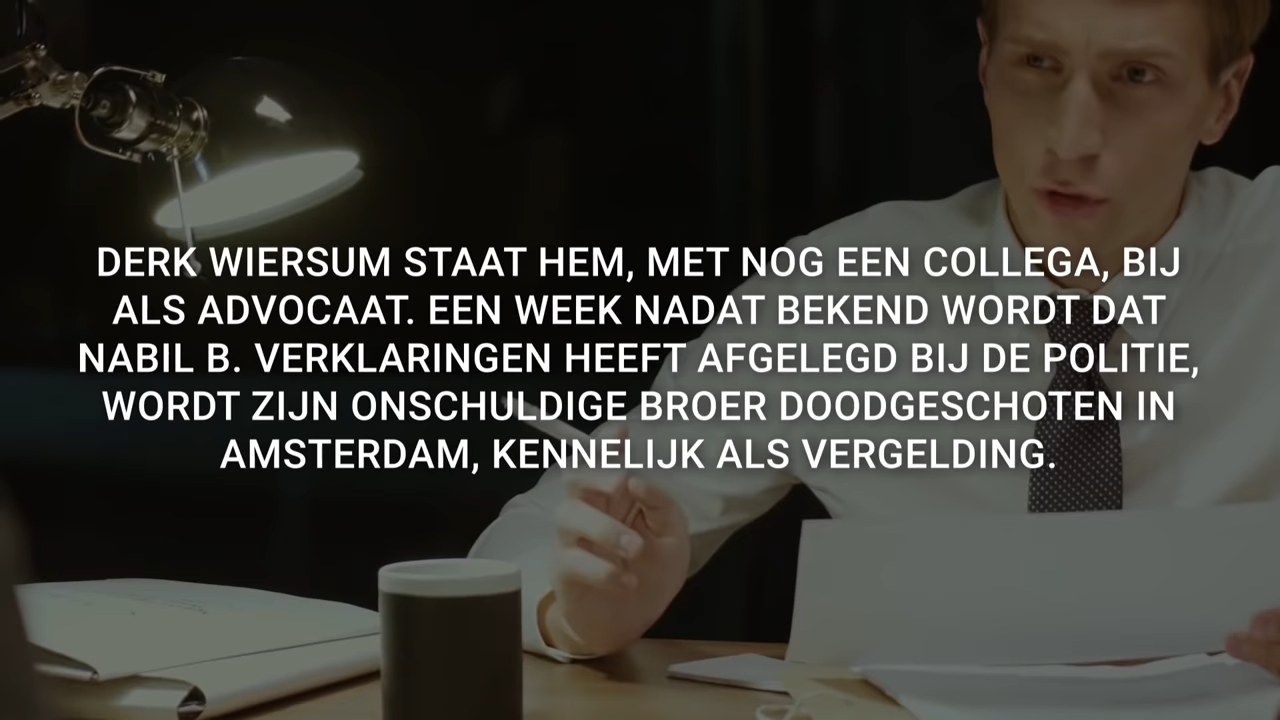 DERK WIERSUM STAAT HEM, MET NOG EEN COLLEGA, BIJ
ALS ADVOCAAT. EEN WEEK NADAT BEKEND WORDT DAT
NABIL B. VERKLARINGEN HEEFT AFGELEGD BIJ DE POLITIE,
WORDT ZIJN ONSCHULDIGE BROER DOODGESCHOTEN IN
AMSTERDAM, KENNELIJK ALS VERGELDING.